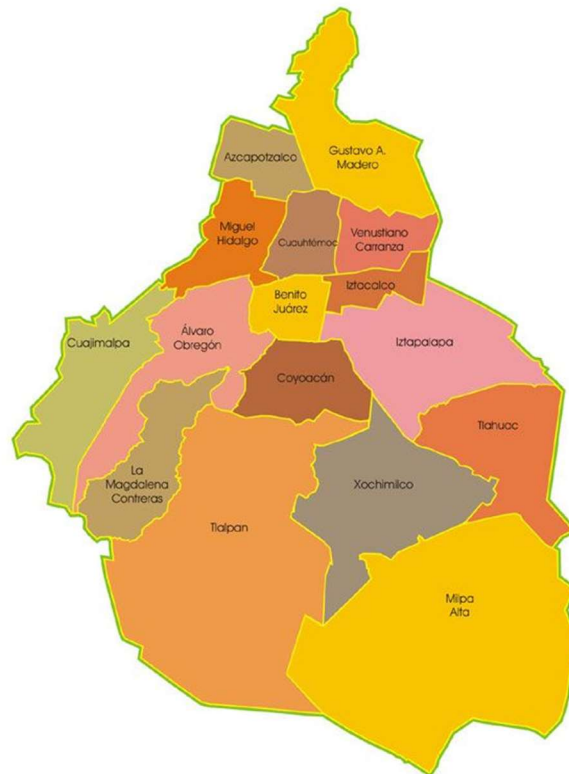 Gustavo A.
Madero
Azcapotzalco
Miguel
Hidalgo
Cuauhtémoc
Venustiano
Carranza
Iztacalco
Benito
Juárez
Cuajimalpa
Álvaro
Obregón
Iztapalapa
Coyoacán
Tlahuac
La
Magdalena
Contreras
Xochimilco
Tlalpan
Milpa
Alta